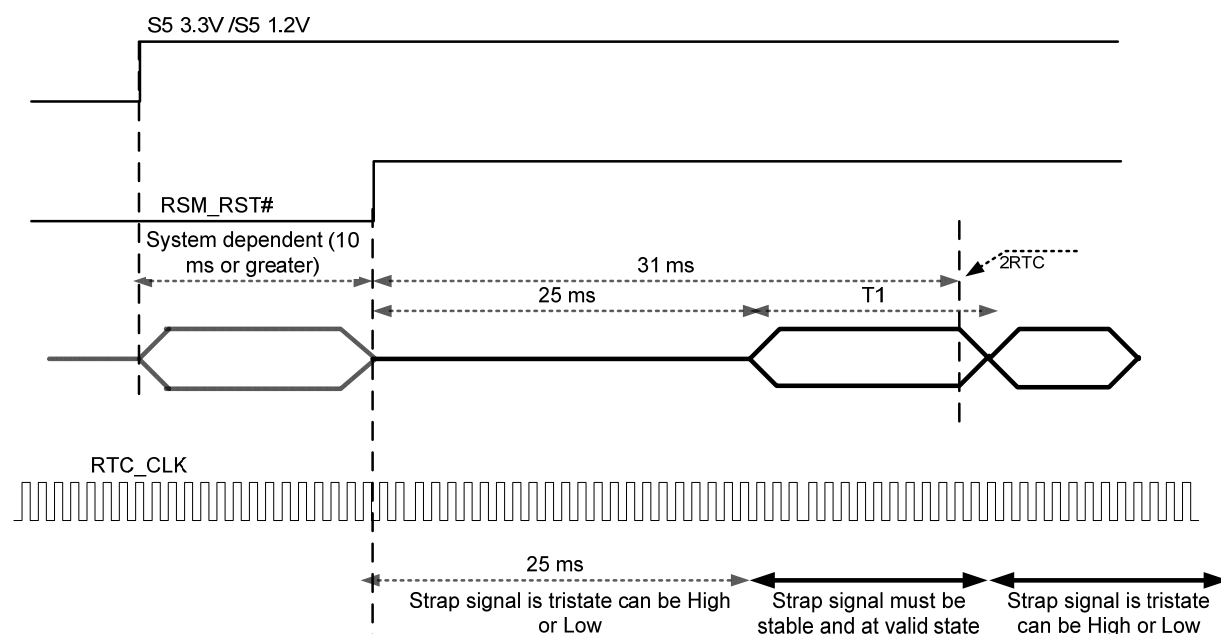 S5 3.3V /S5 1.2V
RSM_RST#
System dependent (10
ms or greater)
31 ms
2RTC
25 ms
T1
RTC_CLK
25 ms
Strap signal is tristate can be High
or Low
Strap signal must be
stable and at valid state
Strap signal is tristate
can be High or Low